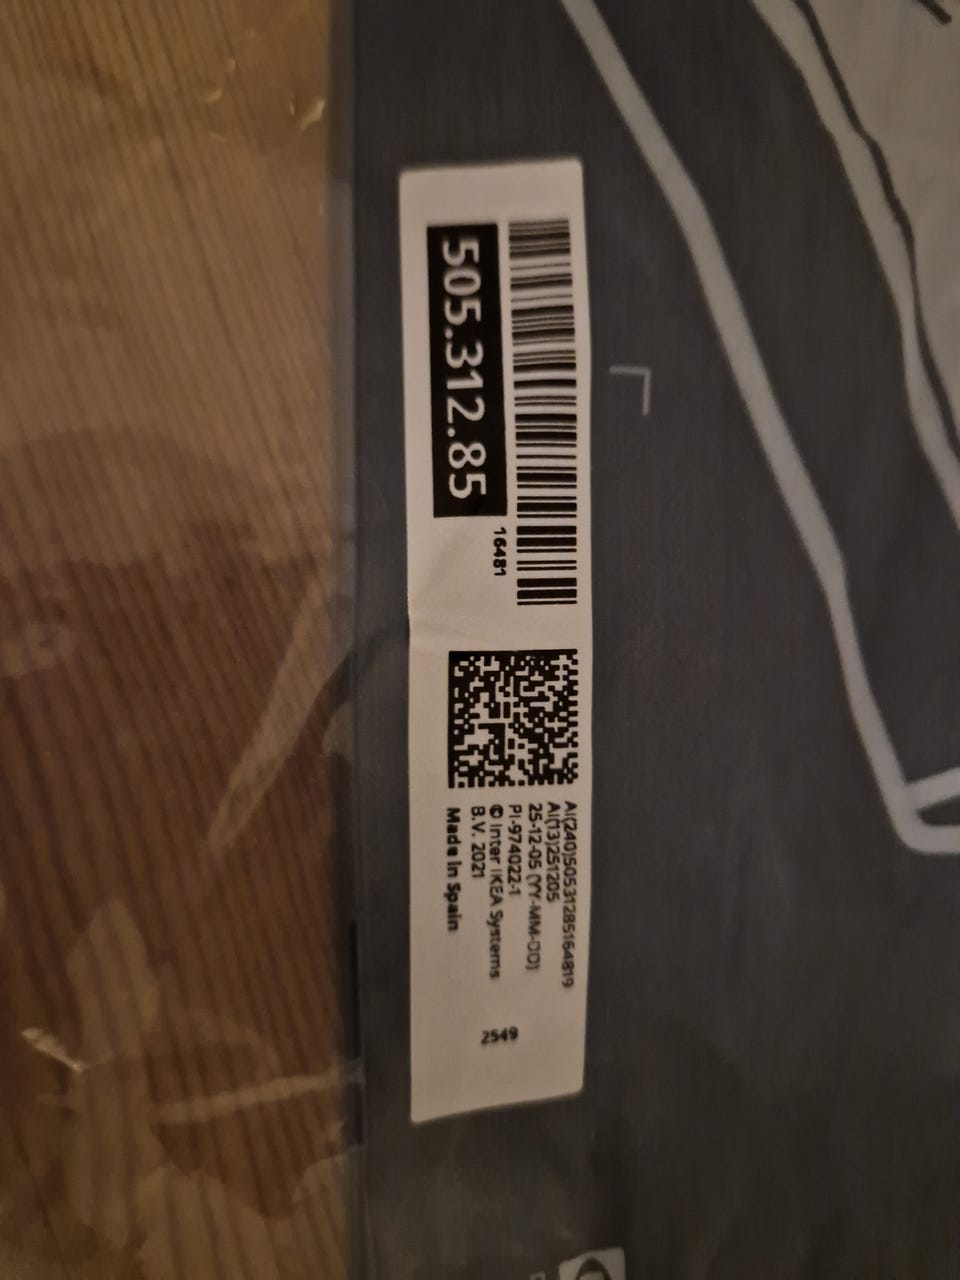 505.312.85
16481
AI(240)50531285164819
AI(13)251205
25-12-05 (YY-MM-DD)
PI-974022-1
© Inter IKEA Systems
B.V. 2021
Made in Spain
2549